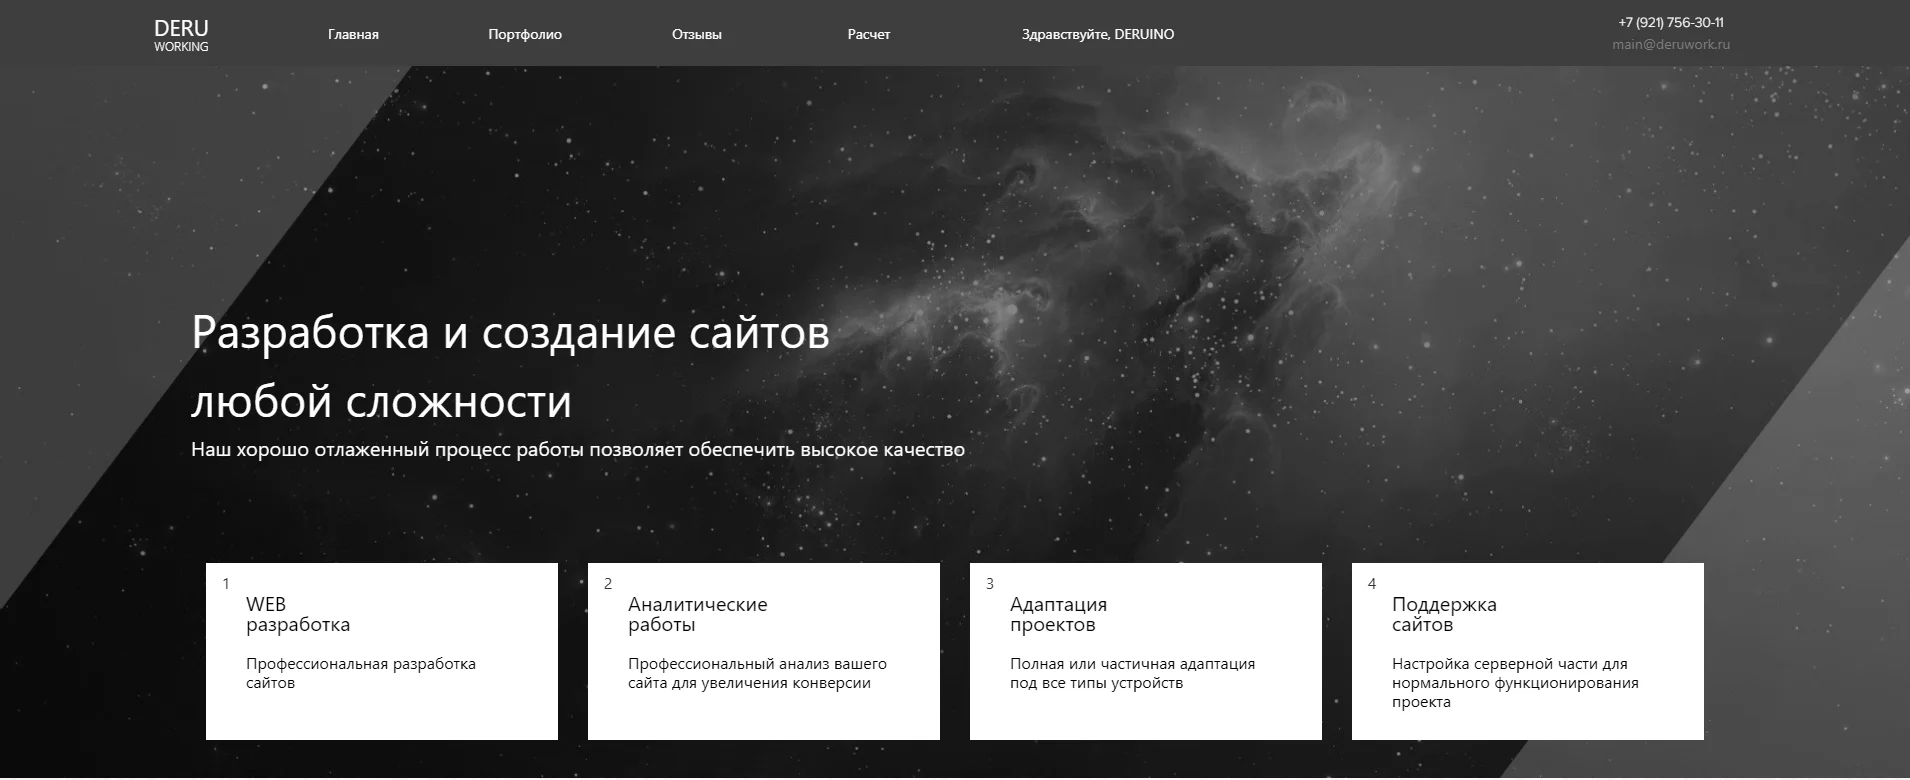 DERU
WORKING
Главная
Портфолио
Отзывы
Расчет
Здравствуйте, DERUINO
+7 (921) 756-30-11
main@deruwork.ru
Разработка и создание сайтов
любой сложности
Наш хорошо отлаженный процесс работы позволяет обеспечить высокое качество
1
WEB
разработка
Профессиональная разработка
сайтов
2
Аналитические
работы
Профессиональный анализ вашего
сайта для увеличения конверсии
3
Адаптация
проектов
Полная или частичная адаптация
под все типы устройств
4
Поддержка
сайтов
Настройка серверной части для
нормального функционирования
проекта